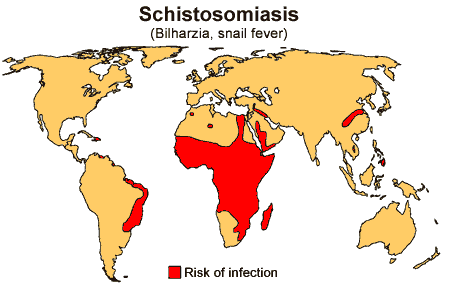 Schistosomiasis
(Bilharzia, snail fever)
Risk of infection